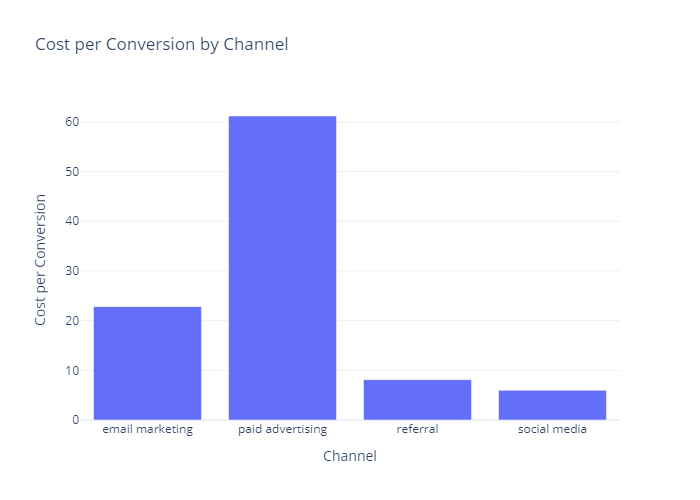 Cost per Conversion by Channel
60
50
40
30
20
10
0
Cost per Conversion
email marketing
paid advertising
referral
social media
Channel